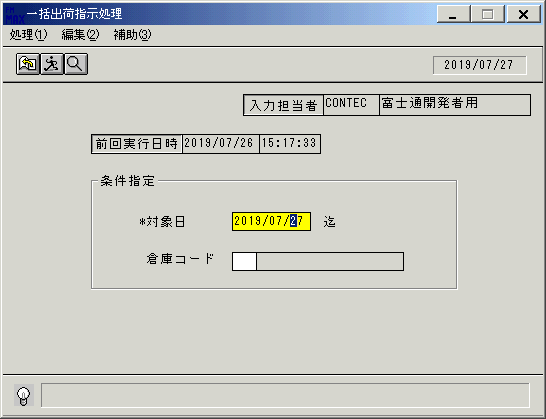 一括出荷指示処理
処理(1) 編集(2) 補助(3)
2019/07/27
入力担当者 CONTEC 富士通開発者用
前回実行日時 2019/07/26 15:17:33
条件指定
*対象日 2019/07/27 迄
倉庫コード